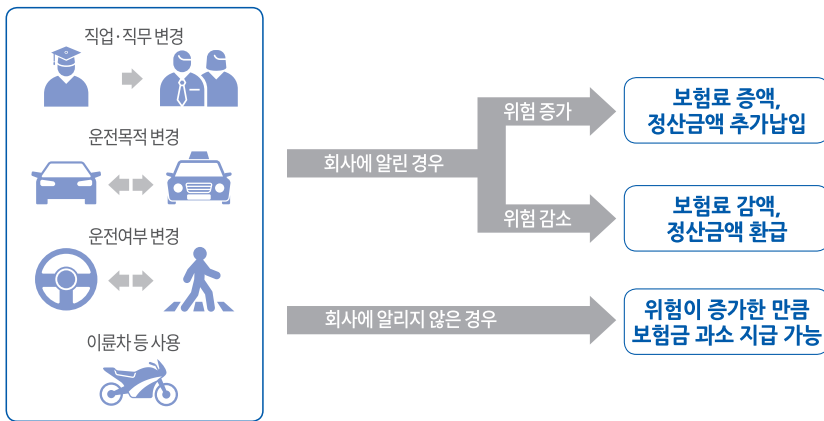 직업·직무 변경
운전목적 변경
운전여부 변경
이륜차 등 사용
회사에 알린 경우
위험 증가
보험료 증액,
정산금액 추가납입
위험 감소
보험료 감액,
정산금액 환급
회사에 알리지 않은 경우
위험이 증가한 만큼
보험금 과소 지급 가능